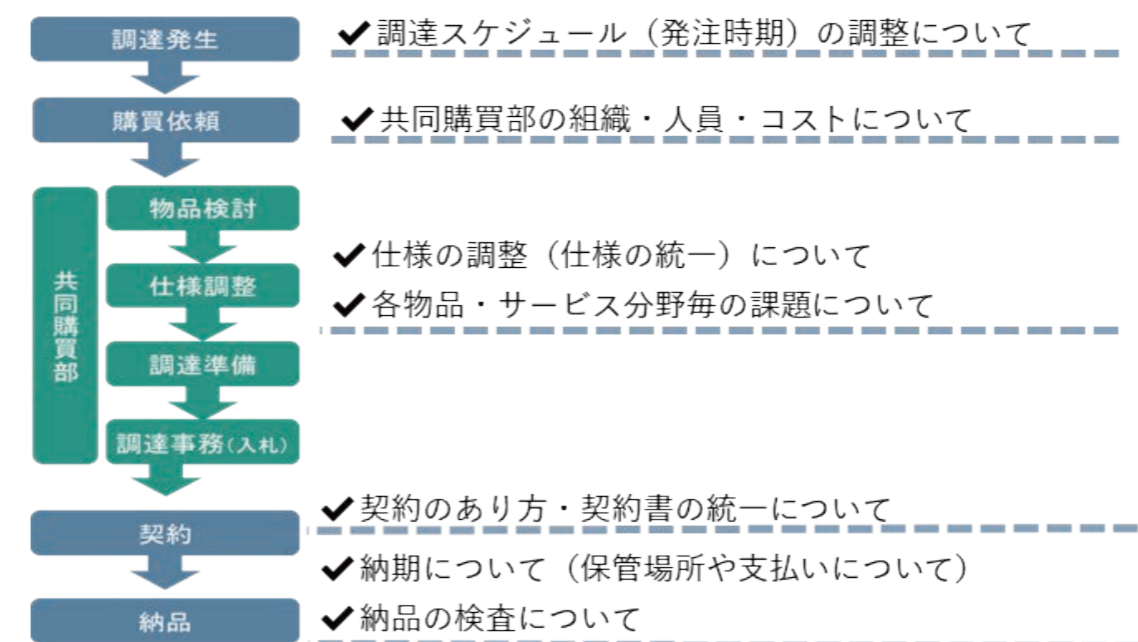 調達発生
✔調達スケジュール（発注時期）の調整について
購買依頼
✔共同購買部の組織・人員・コストについて
共同購買部
物品検討
仕様調整
✔仕様の調整（仕様の統一）について
✔各物品・サービス分野毎の課題について
調達準備
調達事務(入札)
契約
✔契約のあり方・契約書の統一について
✔納期について（保管場所や支払いについて）
納品
✔納品の検査について